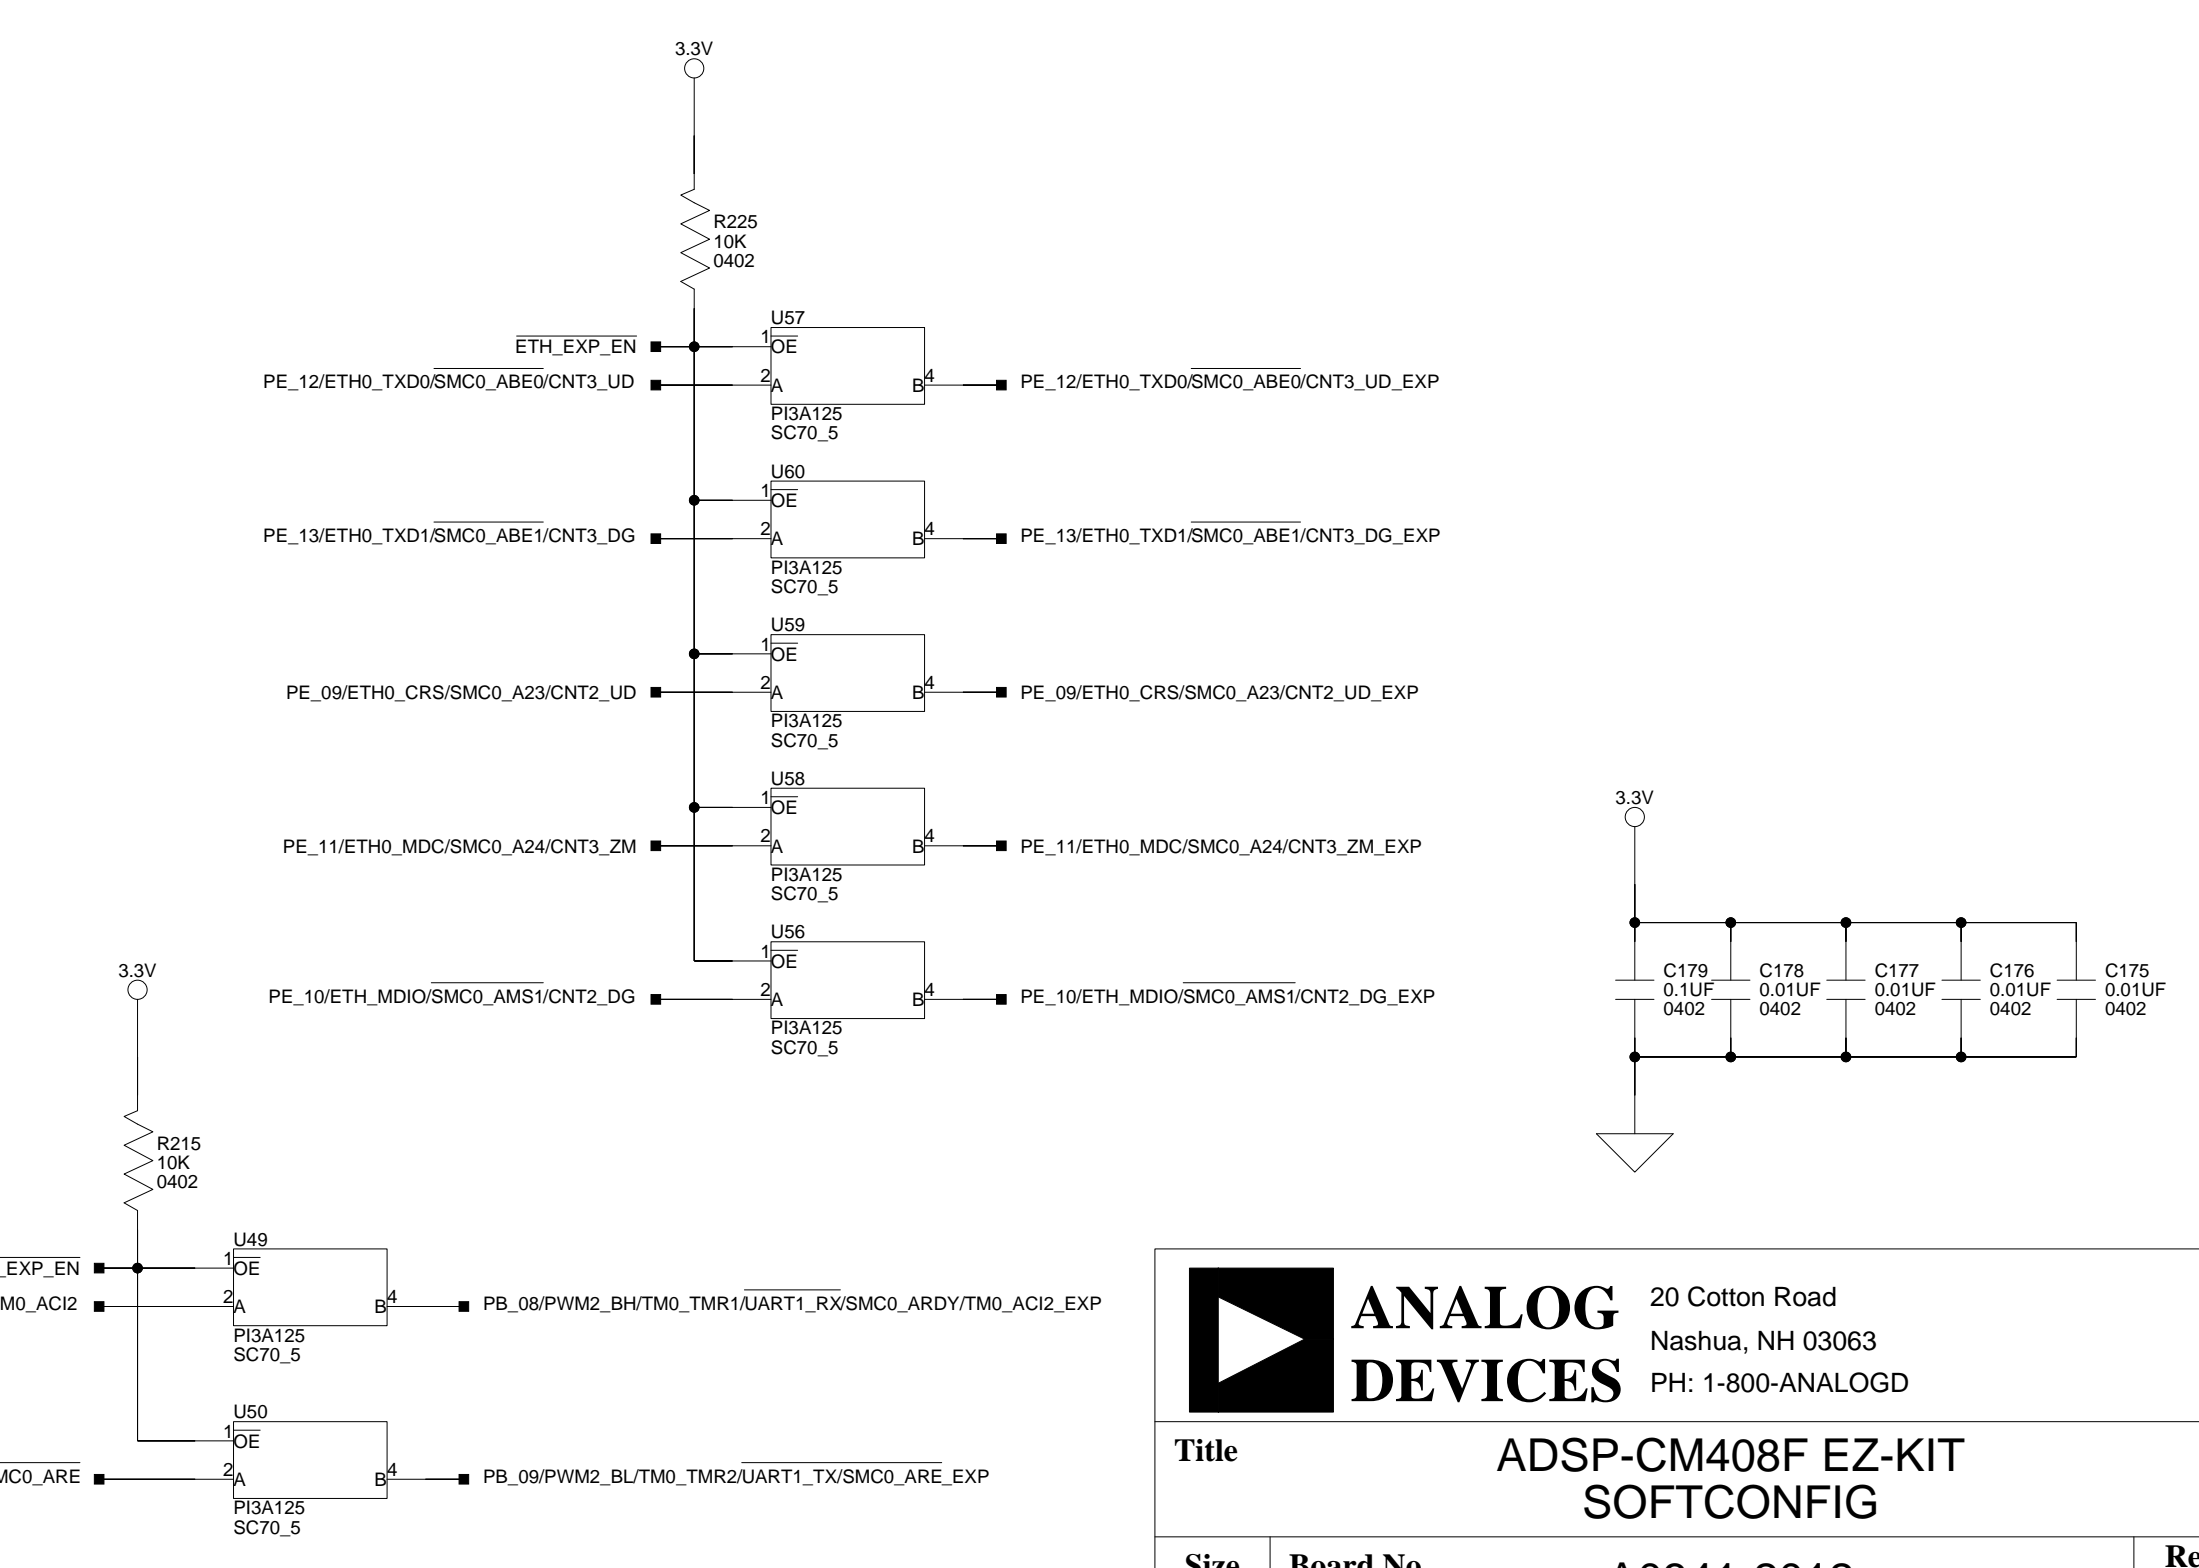 3.3V
R225
10K
0402
U57
ETH_EXP_EN
1
OE
PE_12/ETH0_TXD0/SMC0_ABE0/CNT3_UD
2
A
B
4
PE_12/ETH0_TXD0/SMC0_ABE0/CNT3_UD_EXP
PI3A125
SC70_5
U60
1
OE
PE_13/ETH0_TXD1/SMC0_ABE1/CNT3_DG
2
A
B
4
PE_13/ETH0_TXD1/SMC0_ABE1/CNT3_DG_EXP
PI3A125
SC70_5
U59
1
OE
PE_09/ETH0_CRS/SMC0_A23/CNT2_UD
2
A
B
4
PE_09/ETH0_CRS/SMC0_A23/CNT2_UD_EXP
PI3A125
SC70_5
U58
1
OE
PE_11/ETH0_MDC/SMC0_A24/CNT3_ZM
2
A
B
4
PE_11/ETH0_MDC/SMC0_A24/CNT3_ZM_EXP
PI3A125
SC70_5
U56
1
OE
PE_10/ETH_MDIO/SMC0_AMS1/CNT2_DG
2
A
B
4
PE_10/ETH_MDIO/SMC0_AMS1/CNT2_DG_EXP
PI3A125
SC70_5
3.3V
C179
0.1UF
0402
C178
0.01UF
0402
C177
0.01UF
0402
C176
0.01UF
0402
C175
0.01UF
0402
3.3V
R215
10K
0402
U49
_EXP_EN
1
OE
M0_ACI2
2
A
B
4
PB_08/PWM2_BH/TM0_TMR1/UART1_RX/SMC0_ARDY/TM0_ACI2_EXP
PI3A125
SC70_5
U50
1
OE
MC0_ARE
2
A
B
4
PB_09/PWM2_BL/TM0_TMR2/UART1_TX/SMC0_ARE_EXP
PI3A125
SC70_5
ANALOG
DEVICES
20 Cotton Road
Nashua, NH 03063
PH: 1-800-ANALOGD
Title
ADSP-CM408F EZ-KIT
SOFTCONFIG
Size
Board No